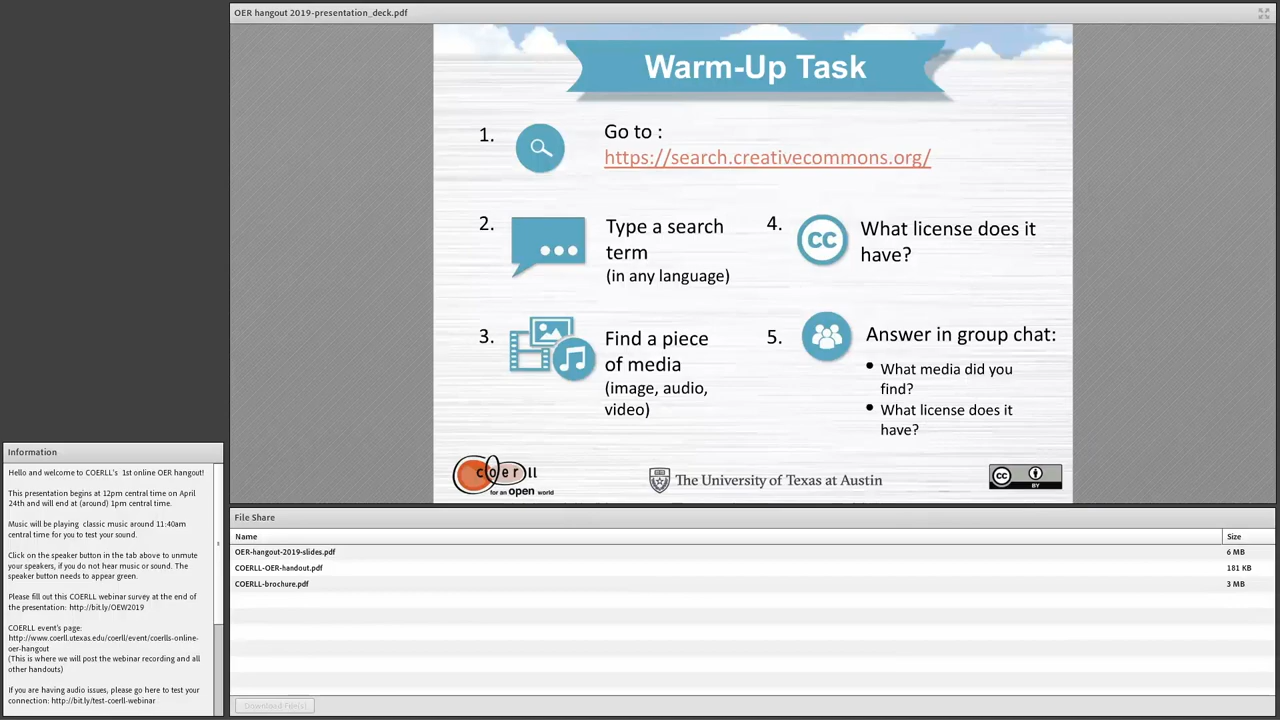 OER hangout 2019-presentation_deck.pdf
Warm-Up Task
1.
Go to :
https://search.creativecommons.org/
2.
Type a search
term
(in any language)
3.
Find a piece
of media
(image, audio,
video)
4.
cc
What license does it
have?
5.
Answer in group chat:
• What media did you
find?
• What license does it
have?
coerll
for an open world
The University of Texas at Austin
cc
BY
Information
Hello and welcome to COERLL's 1st online OER hangout!
This presentation begins at 12pm central time on April
24th and will end at (around) 1pm central time.
Music will be playing classic music around 11:40am
central time for you to test your sound.
Click on the speaker button in the tab above to unmute
your speakers, if you do not hear music or sound. The
speaker button needs to appear green.
Please fill out this COERLL webinar survey at the end of
the presentation: http://bit.ly/OEW2019
COERLL event's page:
http://www.coerll.utexas.edu/coerll/event/coerlls-online-
oer-hangout
(This is where we will post the webinar recording and all
other handouts)
If you are having audio issues, please go here to test your
connection: http://bit.ly/test-coerll-webinar
File Share
Name Size
OER-hangout-2019-slides.pdf 6 MB
COERLL-OER-handout.pdf 181 KB
COERLL-brochure.pdf 3 MB
Download File(s)